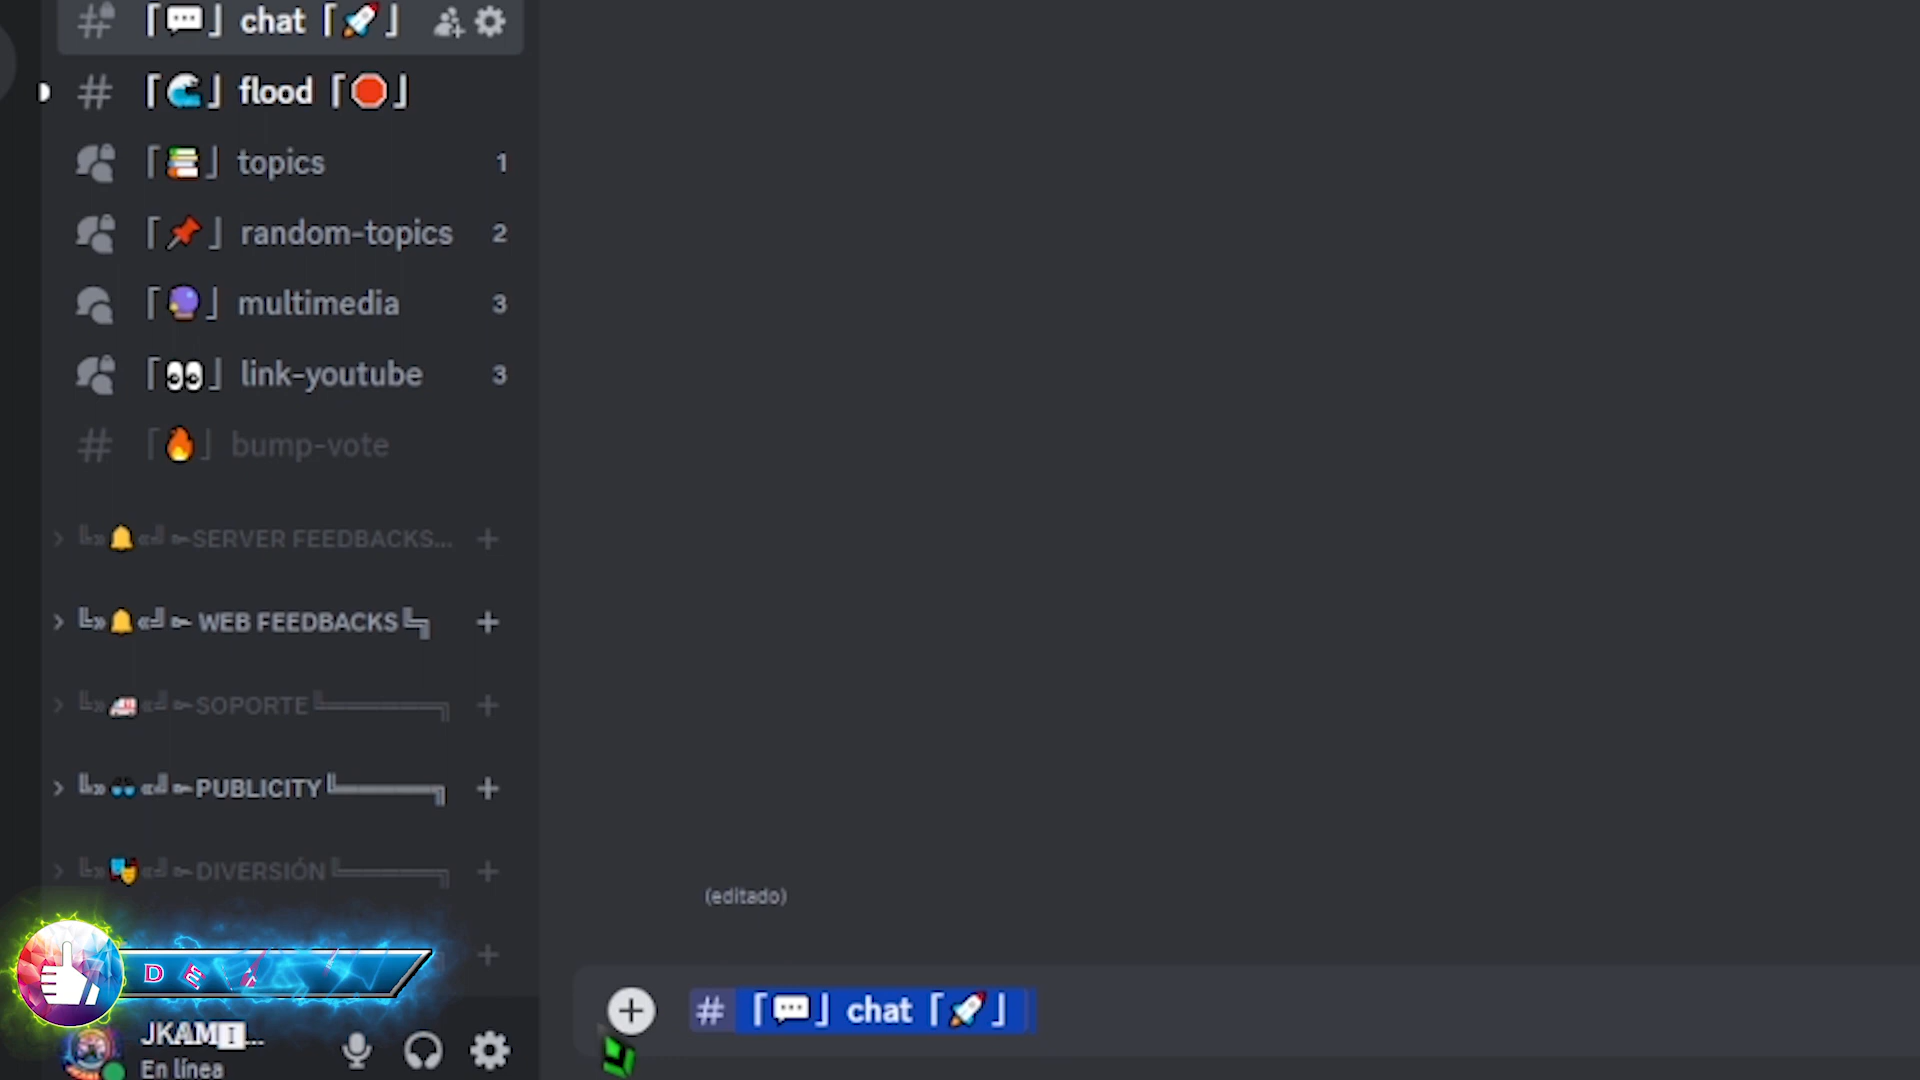 # ⌈💬⌋ chat ⌈🚀⌋
# ⌈🌊⌋ flood ⌈🛑⌋
⌈📚⌋ topics 1
⌈📌⌋ random-topics 2
⌈🔮⌋ multimedia 3
⌈👀⌋ link-youtube 3
# ⌈🔥⌋ bump-vote
> ╚»🔔«╝ ⟜SERVER FEEDBACKS... +
> ╚»🔔«╝ ⟜ WEB FEEDBACKS╚╗ +
> ╚»🚑«╝ ⟜SOPORTE╚═════╗ +
> ╚»🕶«╝ ⟜PUBLICITY╚═════╗ +
> ╚»🎭«╝ ⟜DIVERSIÓN╚═════╗ +
(editado)
D E
JKAMI...
En línea
# ⌈💬⌋ chat ⌈🚀⌋